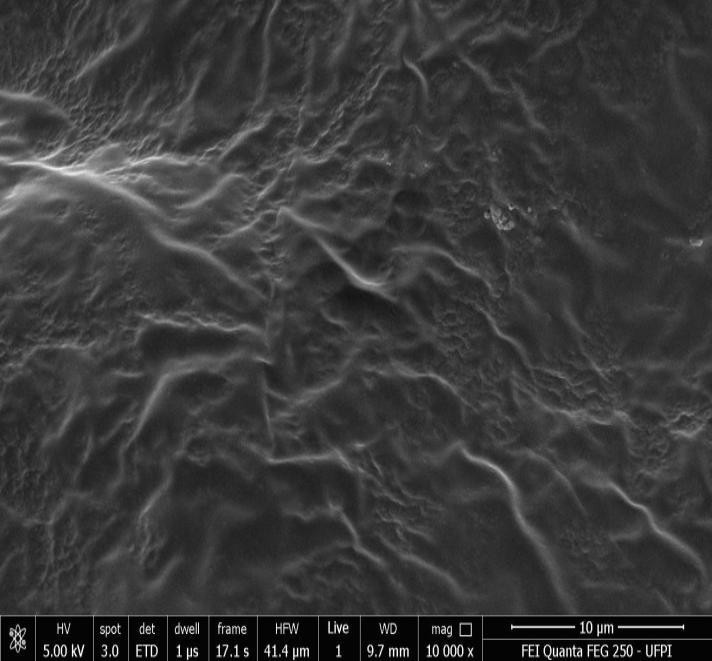 HV spot det dwell frame HFW Live WD mag 10 µm
5.00 kV 3.0 ETD 1 µs 17.1 s 41.4 µm 1 9.7 mm 10 000 x FEI Quanta FEG 250 - UFPI